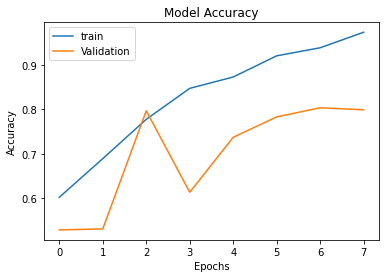 Model Accuracy
train
Validation
Accuracy
0.9
0.8
0.7
0.6
0 1 2 3 4 5 6 7
Epochs